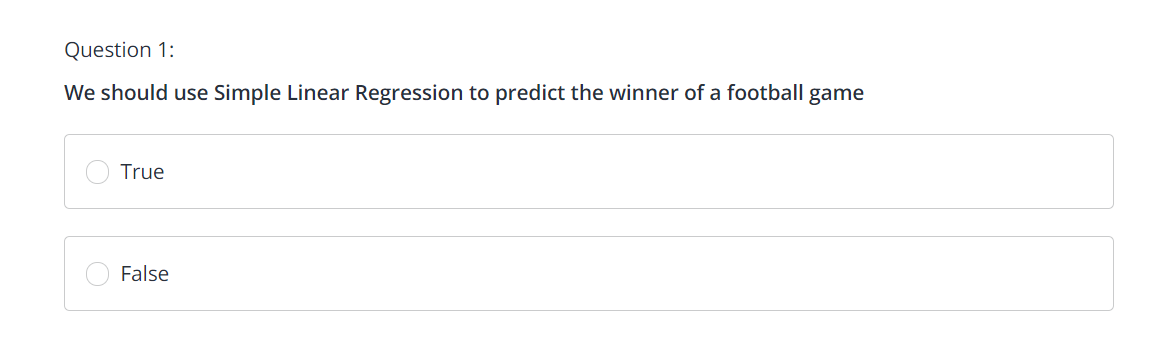 Question 1:
We should use Simple Linear Regression to predict the winner of a football game
True
False